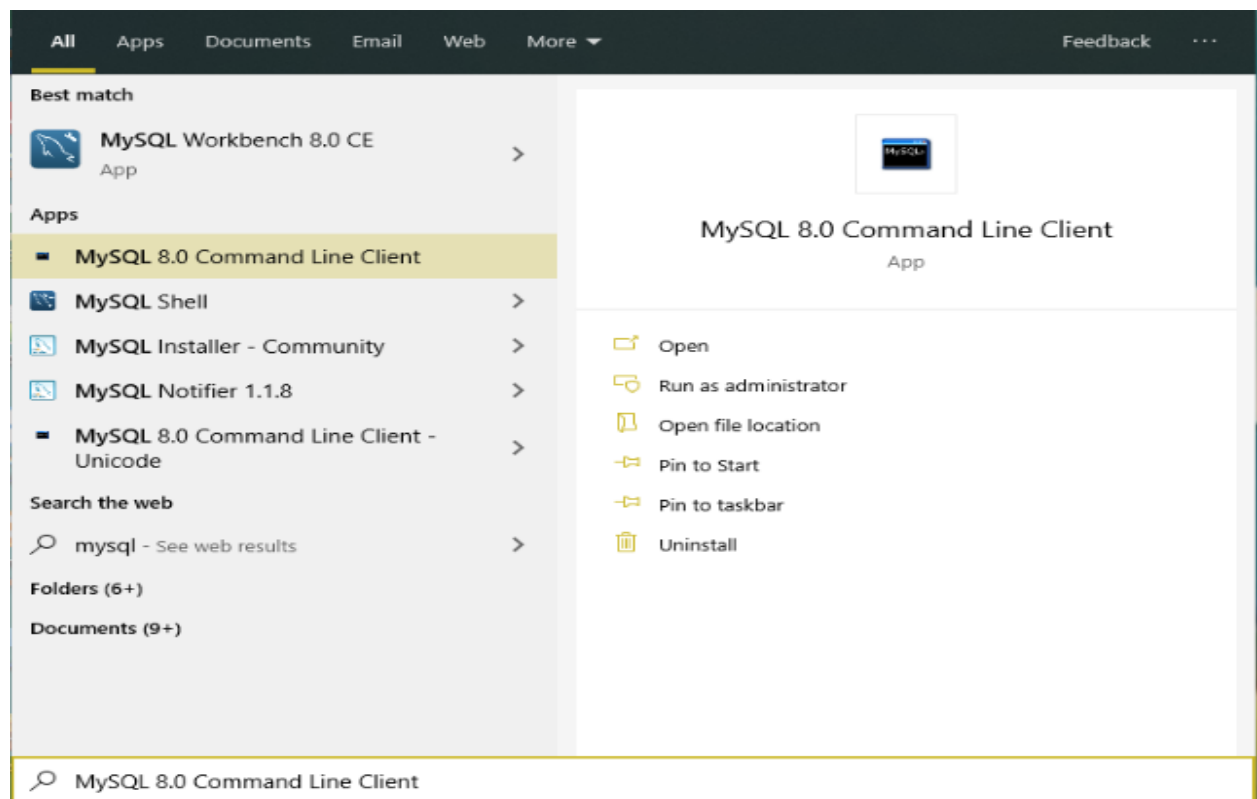 All Apps Documents Email Web More Feedback ...
Best match
MySQL Workbench 8.0 CE
App
Apps
MySQL 8.0 Command Line Client
MySQL Shell
MySQL Installer - Community
MySQL Notifier 1.1.8
MySQL 8.0 Command Line Client -
Unicode
Search the web
mysql - See web results
Folders (6+)
Documents (9+)
MySQL>
MySQL 8.0 Command Line Client
App
Open
Run as administrator
Open file location
Pin to Start
Pin to taskbar
Uninstall
MySQL 8.0 Command Line Client